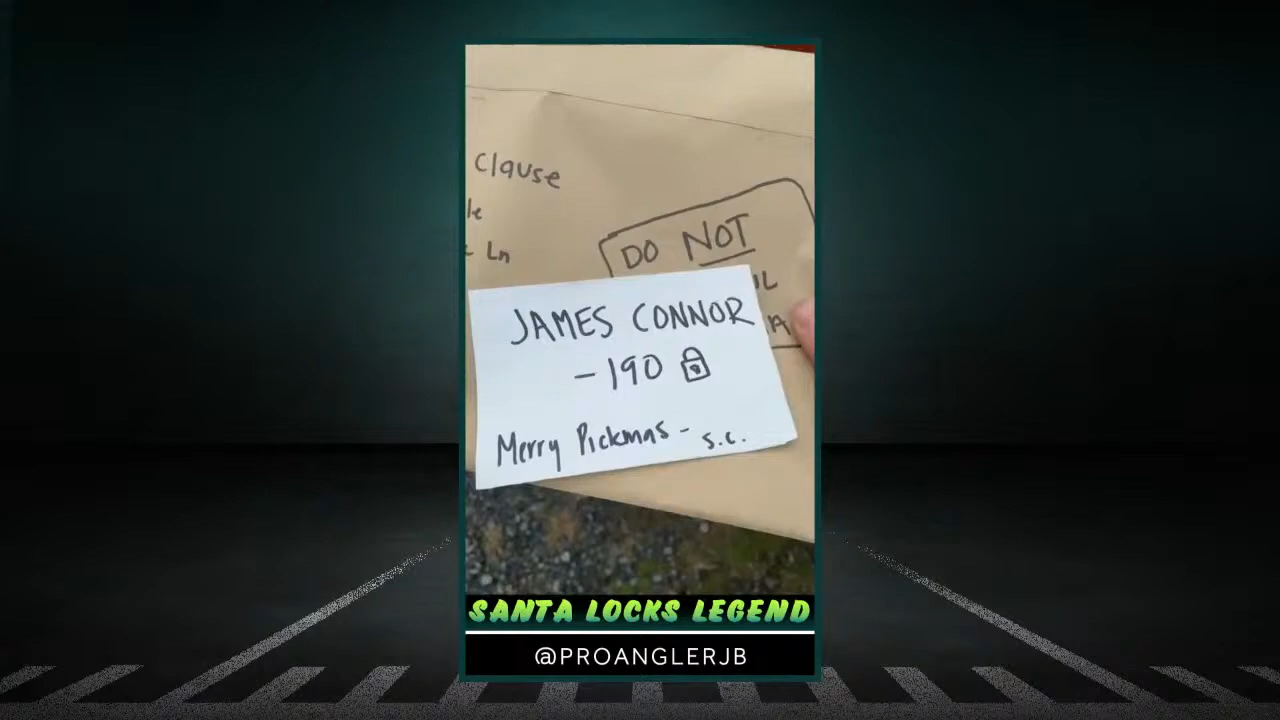 Clause
Ln
DO NOT
JAMES CONNOR
-190
Merry Pickmas - s.c.
SANTA LOCKS LEGEND
@PROANGLERJB